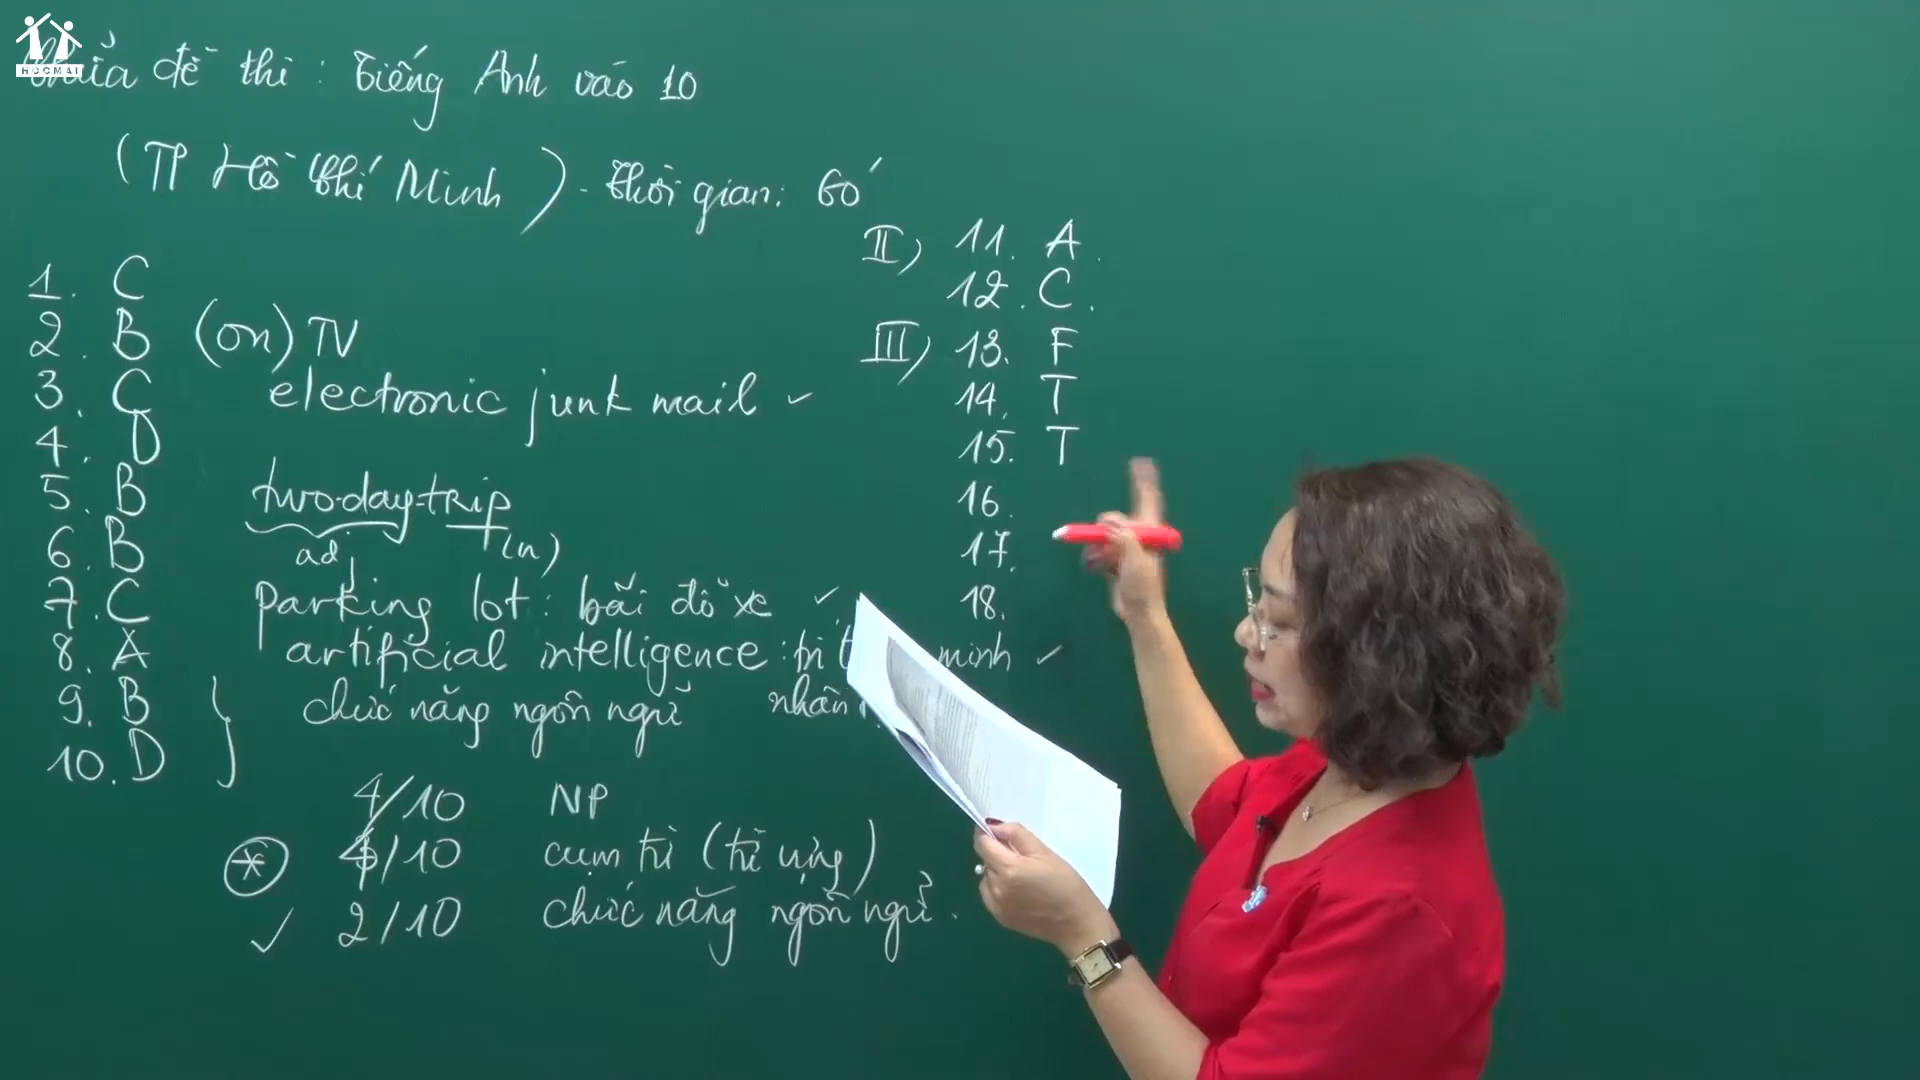 HOCMAI
Chữa đề thi : Tiếng Anh vào 10
(TP Hồ Chí Minh) - Thời gian: 60'
1. C
2. B (on) TV
3. C electronic junk mail ✓
4. D
5. B two-day-trip
adj (n)
6. B
7. C parking lot : bãi đỗ xe ✓
8. A artificial intelligence : trí minh ✓
nhân
9. B chức năng ngôn ngữ
10. D
4/10 NP
* /10 cụm từ (từ vựng)
✓ 2/10 chức năng ngôn ngữ.
II) 11. A.
12. C.
III) 13. F
14. T
15. T
16.
17.
18.